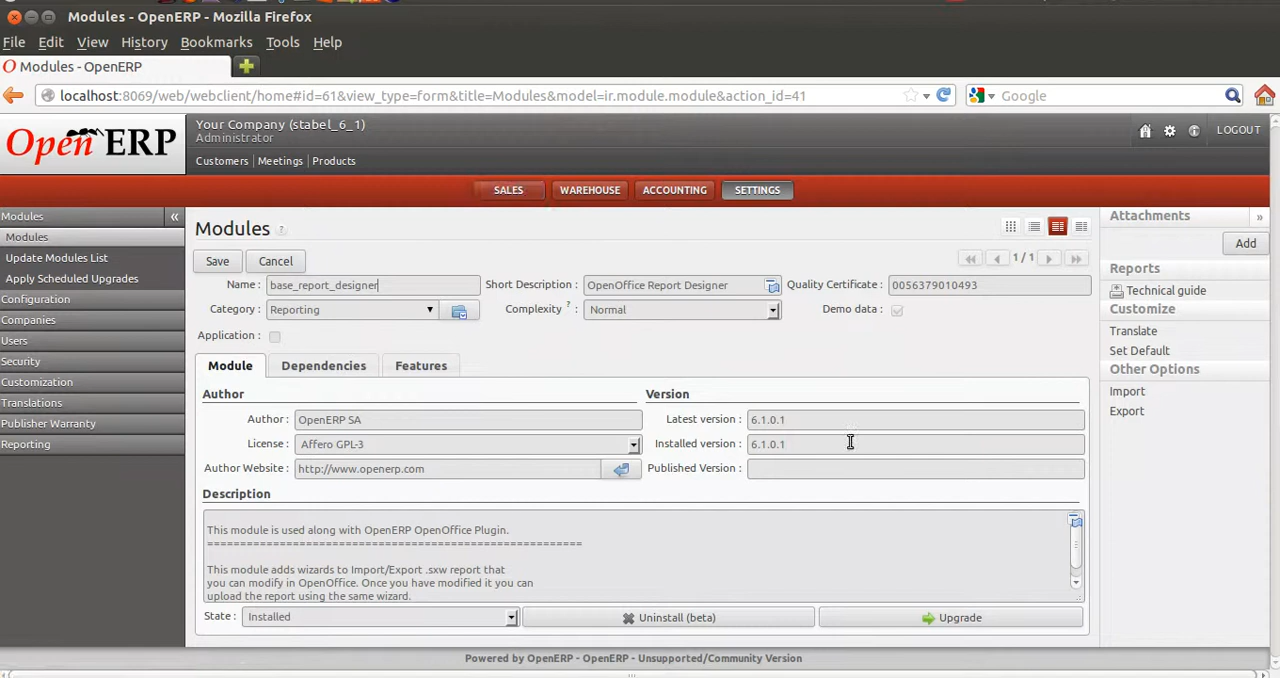 Modules - OpenERP - Mozilla Firefox
File Edit View History Bookmarks Tools Help
Modules - OpenERP
localhost:8069/web/webclient/home#id=61&view_type=form&title=Modules&model=ir.module.module&action_id=41
Google
Open ERP
Your Company (stabel_6_1)
Administrator
Customers | Meetings | Products
LOGOUT
SALES WAREHOUSE ACCOUNTING SETTINGS
Modules «
Modules
Update Modules List
Apply Scheduled Upgrades
Configuration
Companies
Users
Security
Customization
Translations
Publisher Warranty
Reporting
Modules ?
Save Cancel 1 / 1
Name : base_report_designer Short Description : OpenOffice Report Designer Quality Certificate : 0056379010493
Category : Reporting Complexity ? : Normal Demo data :
Application :
Module Dependencies Features
Author Version
Author : OpenERP SA Latest version : 6.1.0.1
License : Affero GPL-3 Installed version : 6.1.0.1
Author Website : http://www.openerp.com Published Version :
Description
This module is used along with OpenERP OpenOffice Plugin.
=========================================================
This module adds wizards to Import/Export .sxw report that
you can modify in OpenOffice. Once you have modified it you can
upload the report using the same wizard.
State : Installed Uninstall (beta) Upgrade
Attachments »
Add
Reports
Technical guide
Customize
Translate
Set Default
Other Options
Import
Export
Powered by OpenERP - OpenERP - Unsupported/Community Version